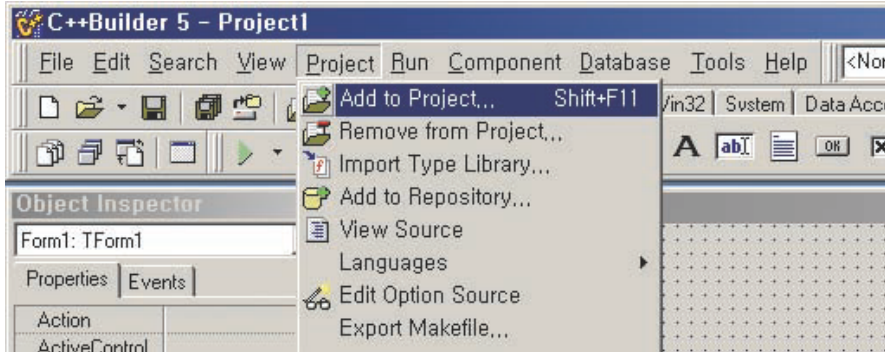 C++Builder 5 - Project1
File Edit Search View Project Run Component Database Tools Help
Add to Project,,, Shift+F11
System Data
Remove from Project,,,
A abI OK
Import Type Library,,,
Object Inspector
Add to Repository,,,
Form1: TForm1
View Source
Properties Events
Languages
Edit Option Source
Action
Export Makefile,,,
ActiveControl